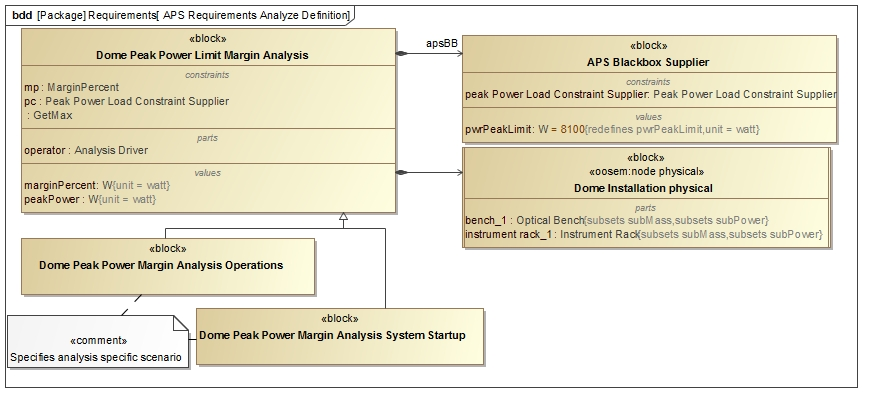 bdd [Package] Requirements[ APS Requirements Analyze Definition]
«block»
Dome Peak Power Limit Margin Analysis
constraints
mp : MarginPercent
pc : Peak Power Load Constraint Supplier
: GetMax
parts
operator : Analysis Driver
values
marginPercent: W{unit = watt}
peakPower : W{unit = watt}
apsBB
«block»
APS Blackbox Supplier
constraints
peak Power Load Constraint Supplier: Peak Power Load Constraint Supplier
values
pwrPeakLimit: W = 8100{redefines pwrPeakLimit,unit = watt}
«block»
«oosem:node physical»
Dome Installation physical
parts
bench_1 : Optical Bench{subsets subMass,subsets subPower}
instrument rack_1 : Instrument Rack{subsets subMass,subsets subPower}
«block»
Dome Peak Power Margin Analysis Operations
«block»
Dome Peak Power Margin Analysis System Startup
«comment»
Specifies analysis specific scenario